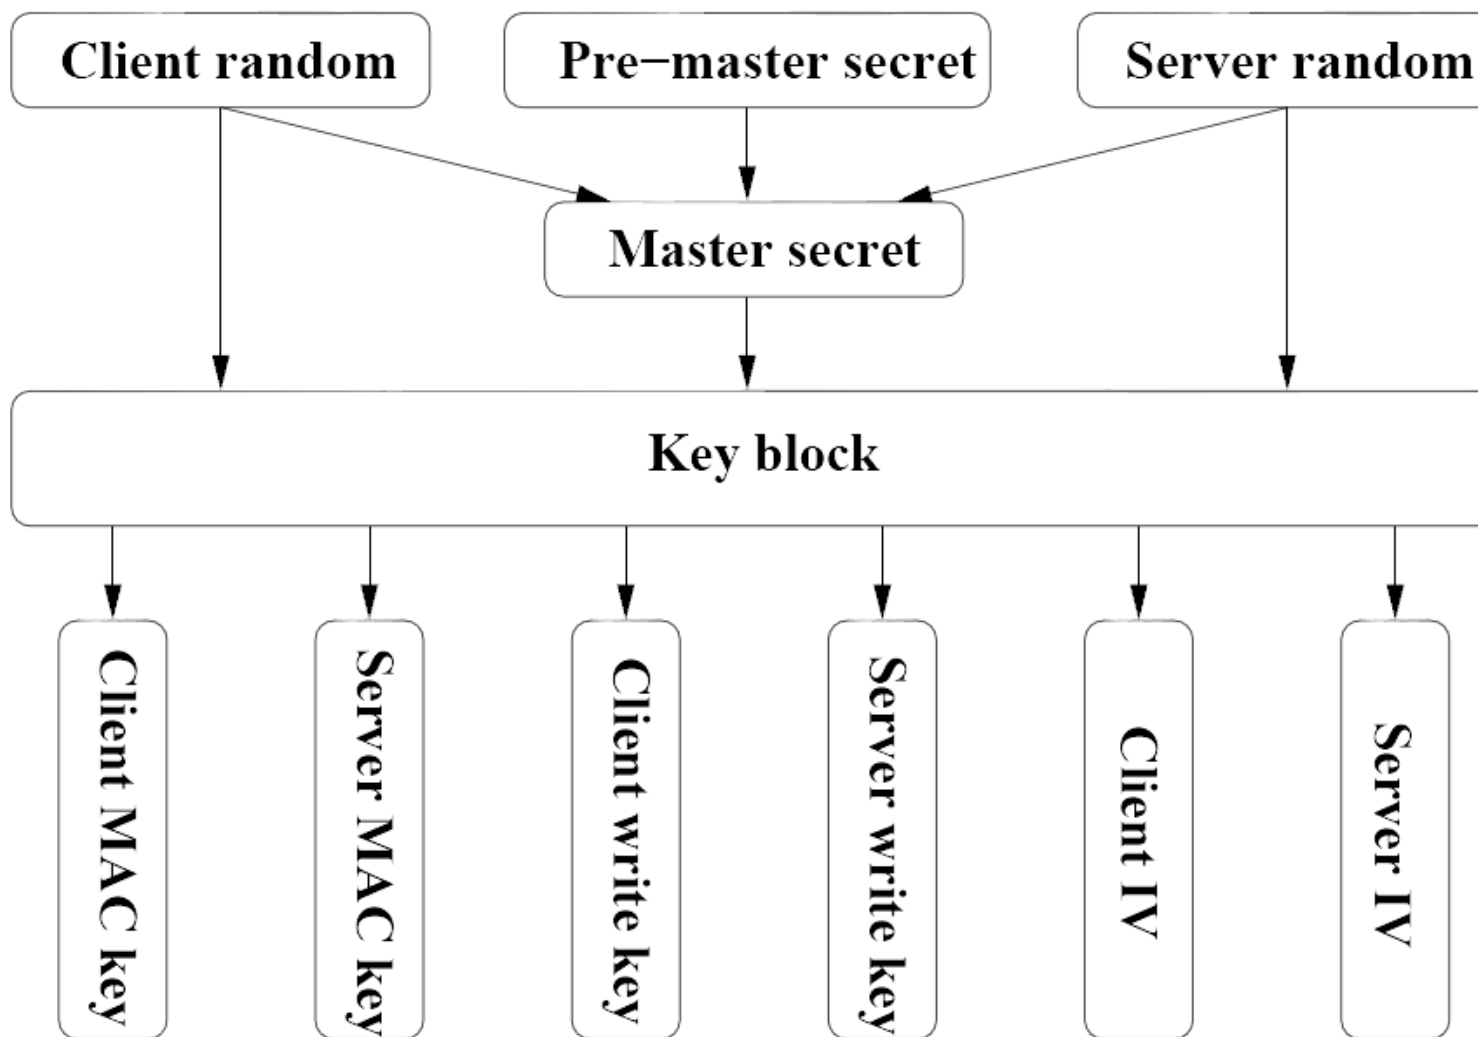 Client random
Pre−master secret
Server random
Master secret
Key block
Client MAC key
Server MAC key
Client write key
Server write key
Client IV
Server IV